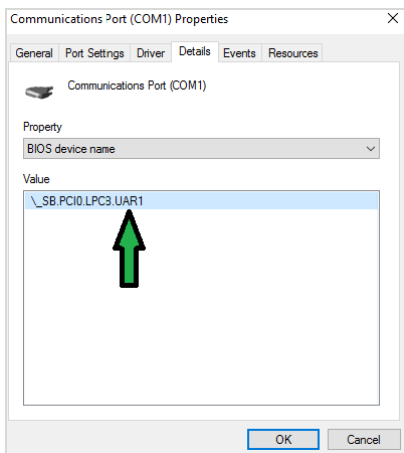 Communications Port (COM1) Properties
General Port Settings Driver Details Events Resources
Communications Port (COM1)
Property
BIOS device name
Value
\_SB.PCI0.LPC3.UAR1
OK Cancel